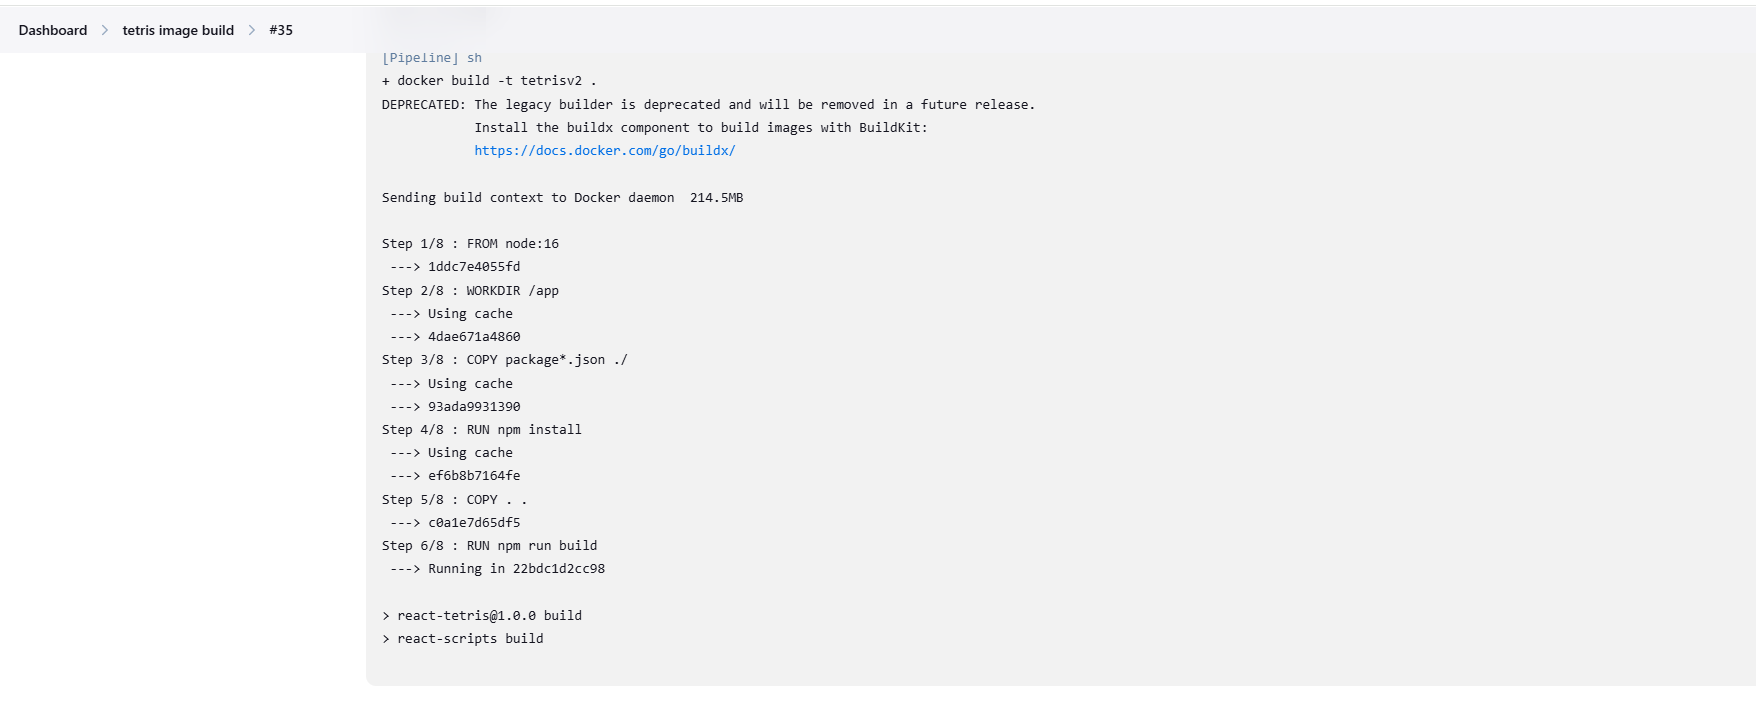 Dashboard > tetris image build > #35
[Pipeline] sh
+ docker build -t tetrisv2 .
DEPRECATED: The legacy builder is deprecated and will be removed in a future release.
            Install the buildx component to build images with BuildKit:
            https://docs.docker.com/go/buildx/
Sending build context to Docker daemon  214.5MB
Step 1/8 : FROM node:16
 ---> 1ddc7e4055fd
Step 2/8 : WORKDIR /app
 ---> Using cache
 ---> 4dae671a4860
Step 3/8 : COPY package*.json ./
 ---> Using cache
 ---> 93ada9931390
Step 4/8 : RUN npm install
 ---> Using cache
 ---> ef6b8b7164fe
Step 5/8 : COPY . .
 ---> c0a1e7d65df5
Step 6/8 : RUN npm run build
 ---> Running in 22bdc1d2cc98
> react-tetris@1.0.0 build
> react-scripts build